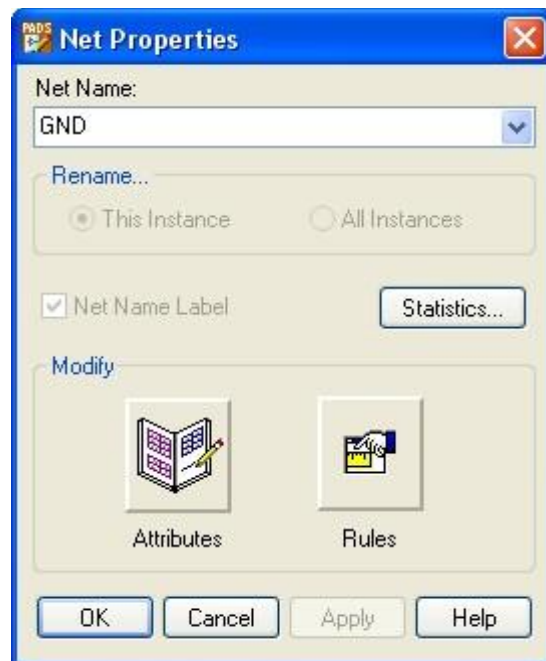 PADS
Net Properties
Net Name:
GND
Rename...
This Instance All Instances
Net Name Label Statistics...
Modify
Attributes Rules
OK Cancel Apply Help